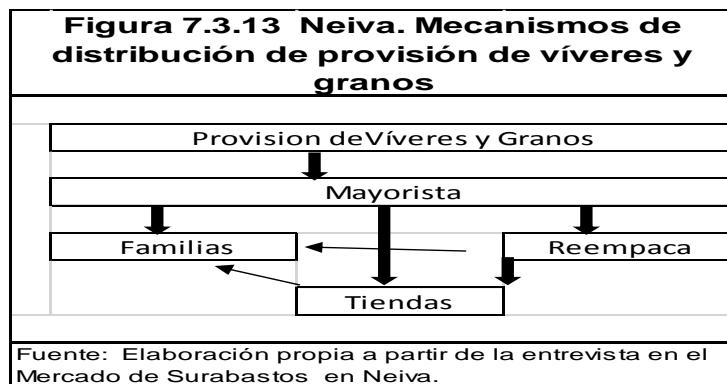 Figura 7.3.13 Neiva. Mecanismos de
distribución de provisión de víveres y
granos
Provision deVíveres y Granos
Mayorista
Familias
Reempaca
Tiendas
Fuente: Elaboración propia a partir de la entrevista en el
Mercado de Surabastos en Neiva.